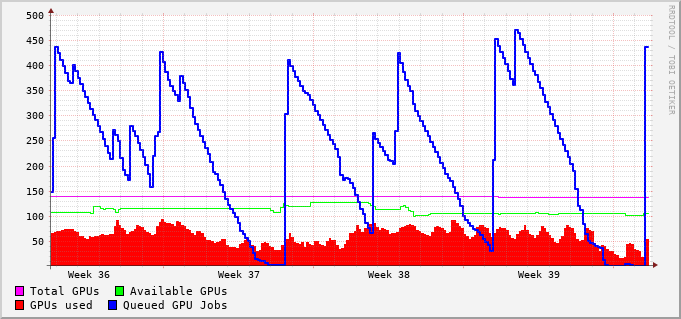 500
450
400
350
300
250
200
150
100
50
Week 36 Week 37 Week 38 Week 39
Total GPUs Available GPUs
GPUs used Queued GPU Jobs
RRDTOOL / TOBI OETIKER